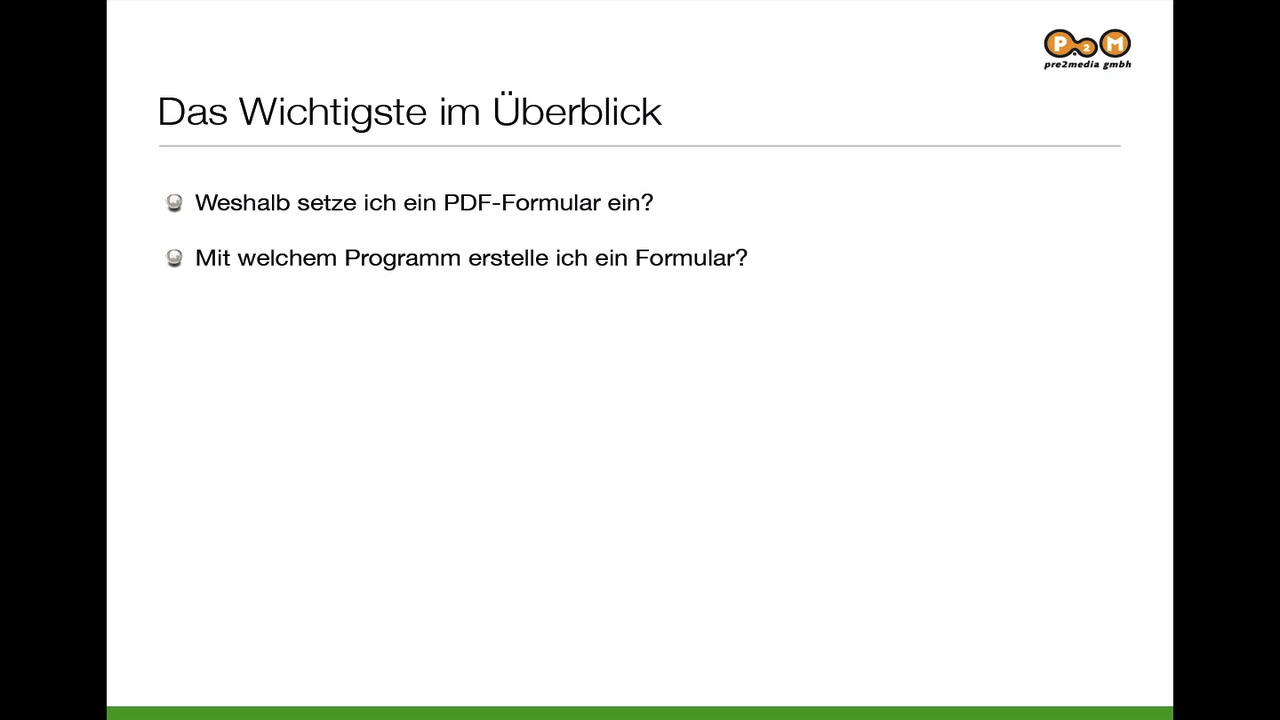 P 2 M
pre2media gmbh
Das Wichtigste im Überblick
Weshalb setze ich ein PDF-Formular ein?
Mit welchem Programm erstelle ich ein Formular?